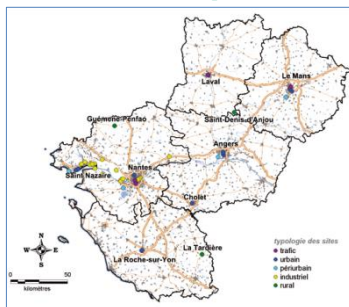 Laval
Le Mans
Guémené-Penfao
Saint-Denis-d'Anjou
Angers
Saint Nazaire
Nantes
Cholet
La Roche-sur-Yon
La Tardière
N
W E
S
0 50
kilomètres
typologie des sites
trafic
urbain
périurbain
industriel
rural